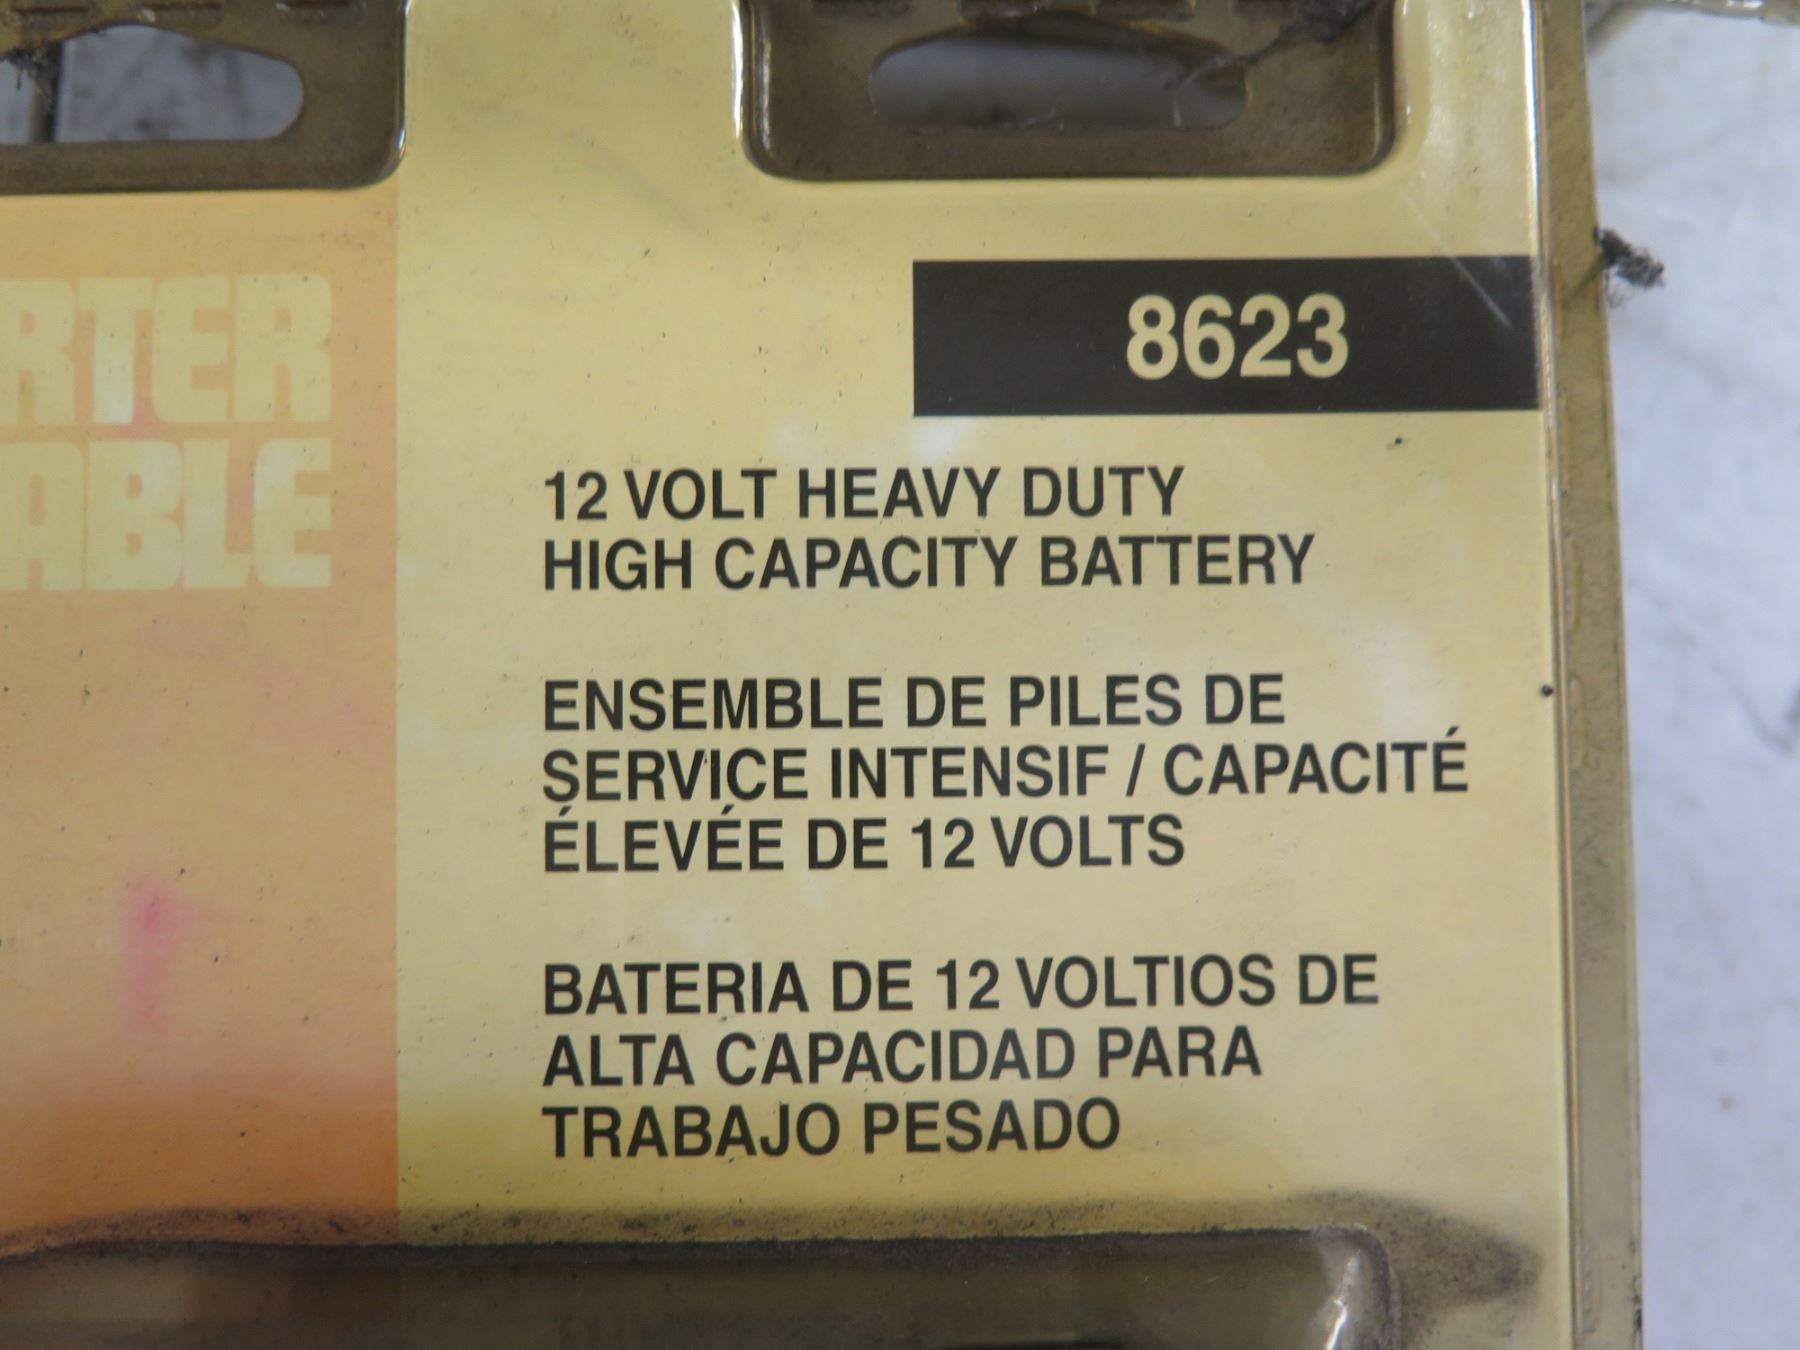 RTER
ABLE
8623
12 VOLT HEAVY DUTY
HIGH CAPACITY BATTERY
ENSEMBLE DE PILES DE
SERVICE INTENSIF / CAPACITÉ
ÉLEVÉE DE 12 VOLTS
BATERIA DE 12 VOLTIOS DE
ALTA CAPACIDAD PARA
TRABAJO PESADO